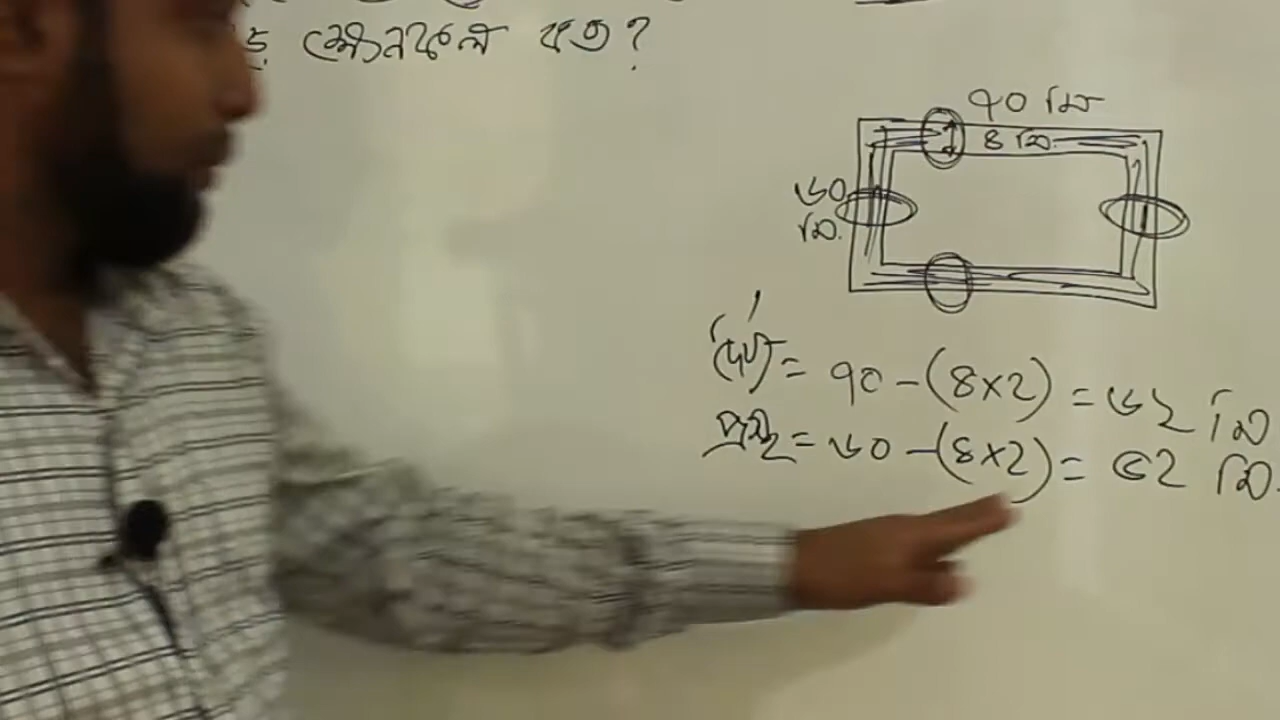 ক্ষেত্রফল কত?
৭০ মি
৪ মি.
৬০
মি.
দৈর্ঘ্য = ৭০ - (৪×২) = ৬২ মি
প্রস্থ = ৬০ - (৪×২) = ৫২ মি.